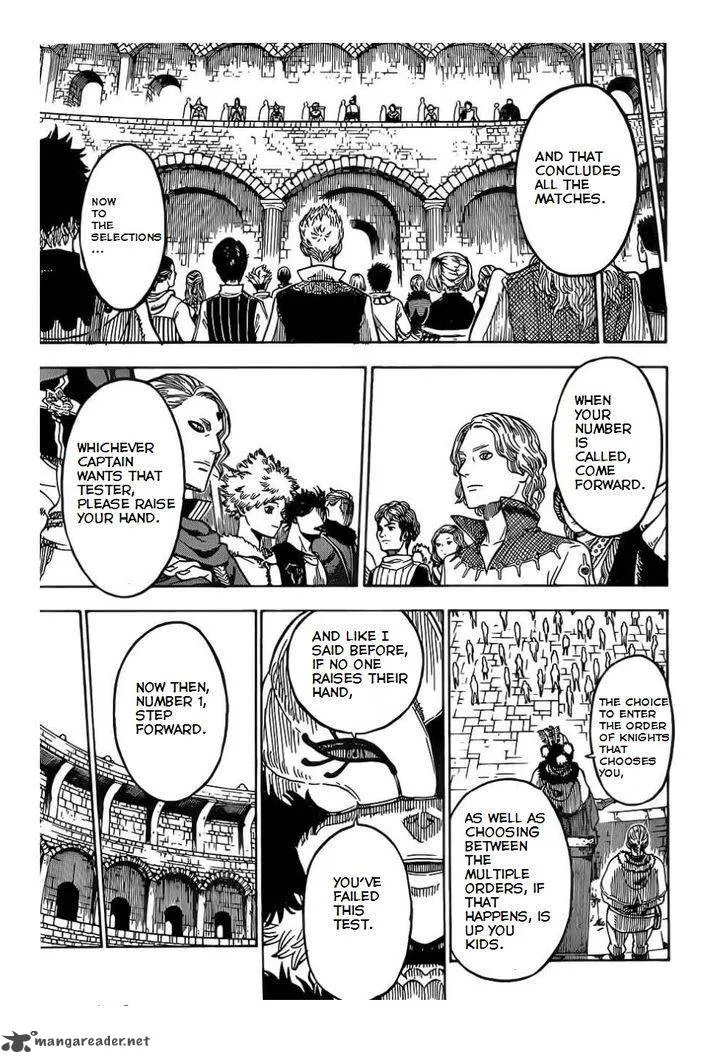 AND THAT
CONCLUDES
ALL THE
MATCHES.
NOW
TO
THE
SELECTIONS
...
WHEN
YOUR
NUMBER
IS
CALLED,
COME
FORWARD.
WHICHEVER
CAPTAIN
WANTS THAT
TESTER,
PLEASE RAISE
YOUR HAND.
THE CHOICE
TO ENTER
THE ORDER
OF KNIGHTS
THAT
CHOOSES
YOU,
AS WELL AS
CHOOSING
BETWEEN
THE
MULTIPLE
ORDERS, IF
THAT
HAPPENS, IS
UP YOU
KIDS.
AND LIKE I
SAID BEFORE,
IF NO ONE
RAISES THEIR
HAND,
YOU'VE
FAILED
THIS
TEST.
NOW THEN,
NUMBER 1,
STEP
FORWARD.
mangareader.net